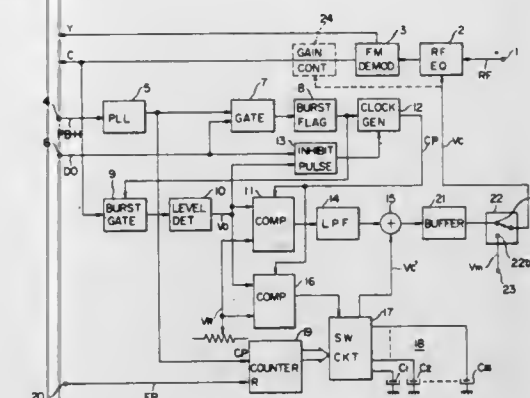 24
Y
3
2
C
GAIN
CONT
FM
DEMOD
RF
EQ
1
RF
4
5
7
8
PB-H
PLL
GATE
BURST
FLAG
CLOCK
GEN
12
6
DO
13
INHIBIT
PULSE
CP
Vc
9
10
11
14
15
21
22
BURST
GATE
LEVEL
DET
Vo
COMP
L.P.F
+
BUFFER
22b
16
Vc'
Vm
23
COMP
17
VR
19
SW
CKT
18
CP
COUNTER
R
C1
C2
Cm
20
FR